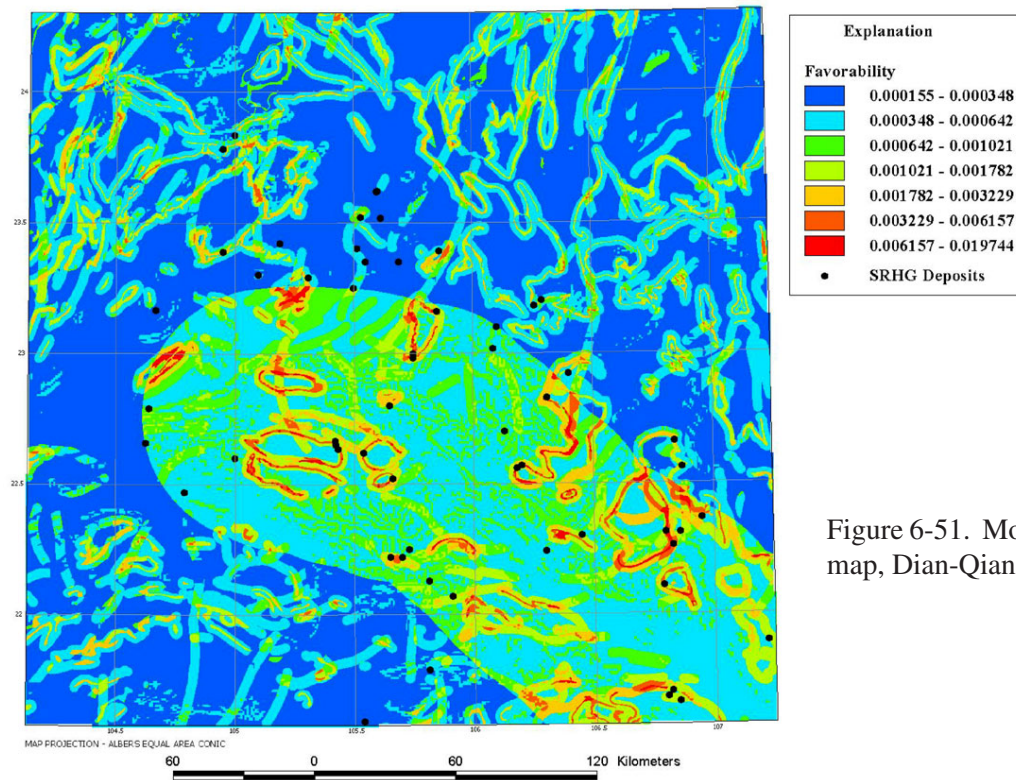 Explanation
Favorability
0.000155 - 0.000348
0.000348 - 0.000642
0.000642 - 0.001021
0.001021 - 0.001782
0.001782 - 0.003229
0.003229 - 0.006157
0.006157 - 0.019744
SRHG Deposits
24
23.5
23
22.5
22
104.5
105
105.5
106
106.5
107
MAP PROJECTION - ALBERS EQUAL AREA CONIC
60 0 60 120 Kilometers
Figure 6-51. Mo
map, Dian-Qian